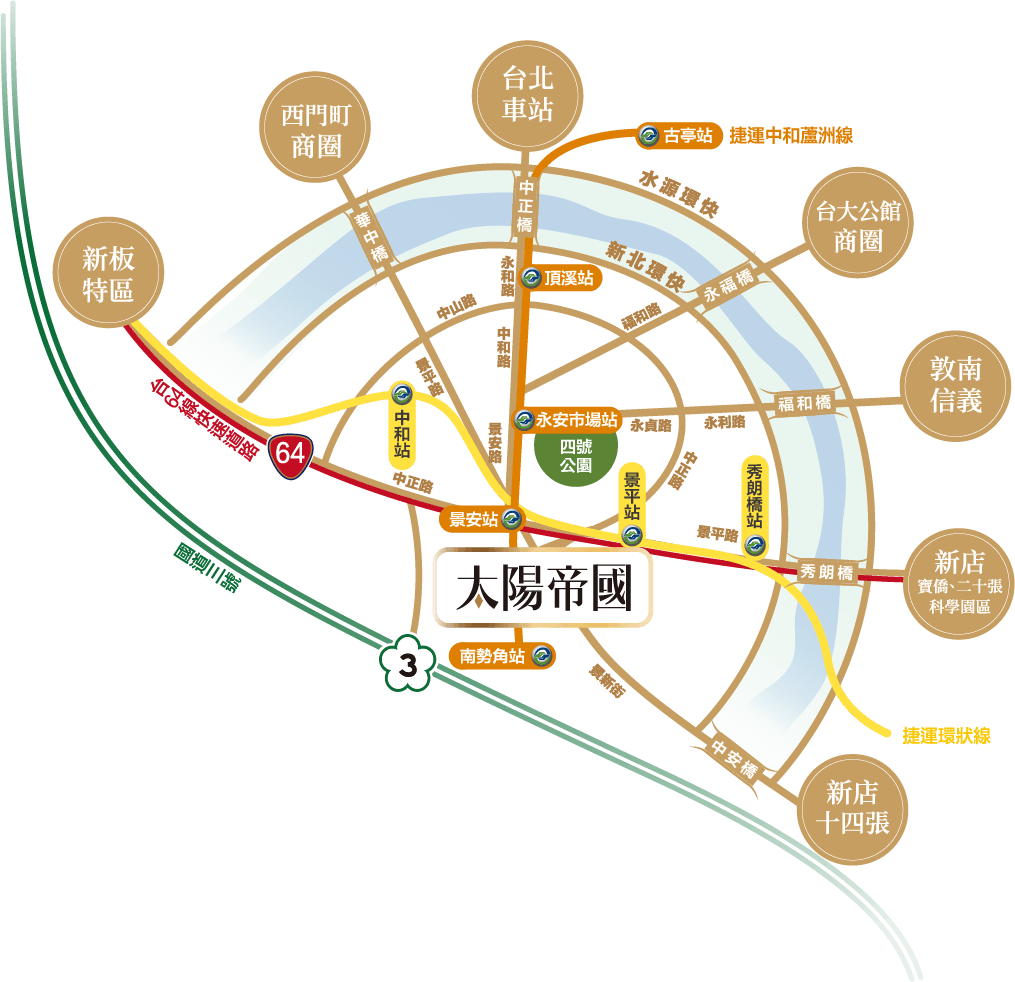 台北
車站
西門町
商圈
古亭站
捷運中和蘆洲線
水源環快
台大公館
商圈
中正橋
華中橋
新板
特區
新北環快
永和路
頂溪站
永福橋
中山路
福和路
中和路
景平路
敦南
信義
台64線快速道路
中和站
福和橋
永安市場站
永貞路
永利路
景安路
四號
公園
64
中正路
中正路
景平站
秀朗橋站
景安站
景平路
秀朗橋
新店
寶僑、二十張
科學園區
國道三號
太陽帝國
3
南勢角站
景新街
捷運環狀線
中安橋
新店
十四張